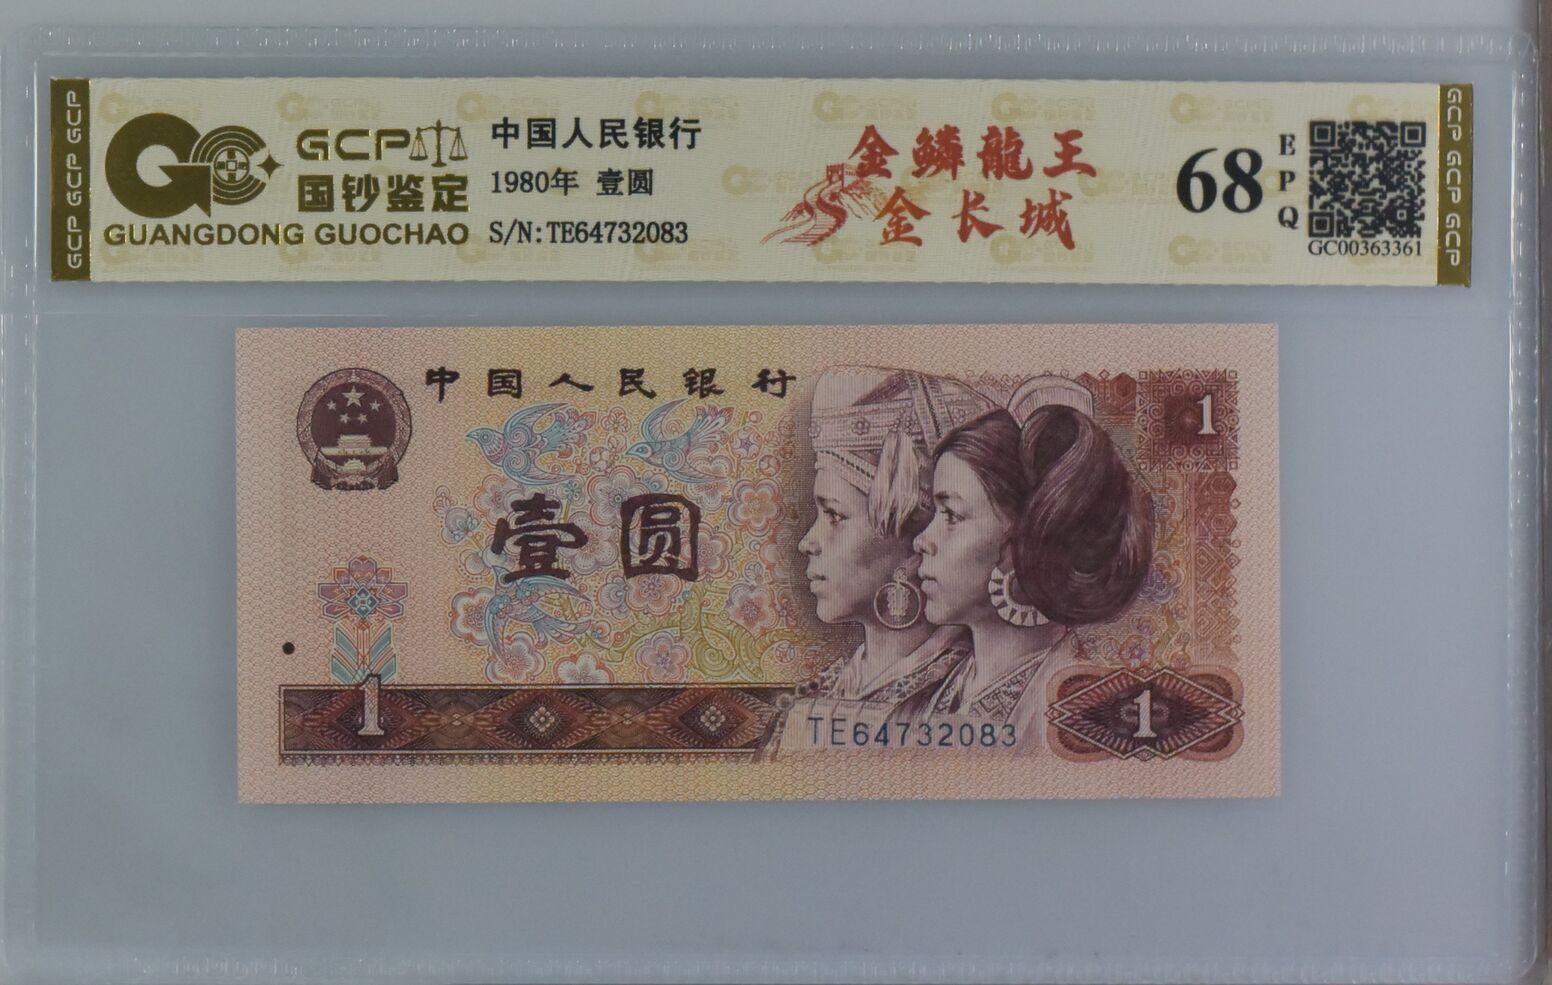 GCP GCP GCP
GCP
国钞鉴定
GUANGDONG GUOCHAO
中国人民银行
1980年 壹圆
S/N:TE64732083
金鳞龍王
金长城
68
EPQ
GC00363361
GCP GCP GCP GCP
中国人民银行
1
壹圆
1
TE64732083
1